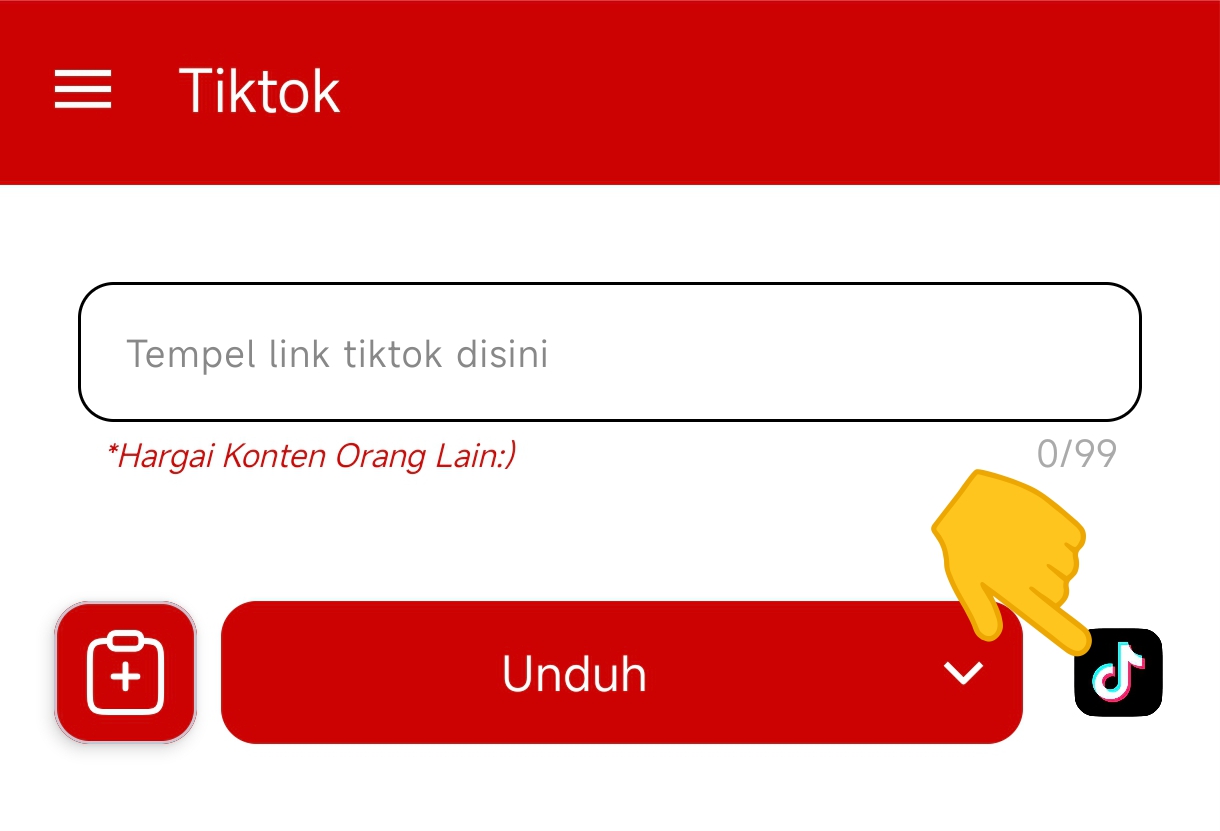 Tiktok
Tempel link tiktok disini
*Hargai Konten Orang Lain:)
0/99
Unduh